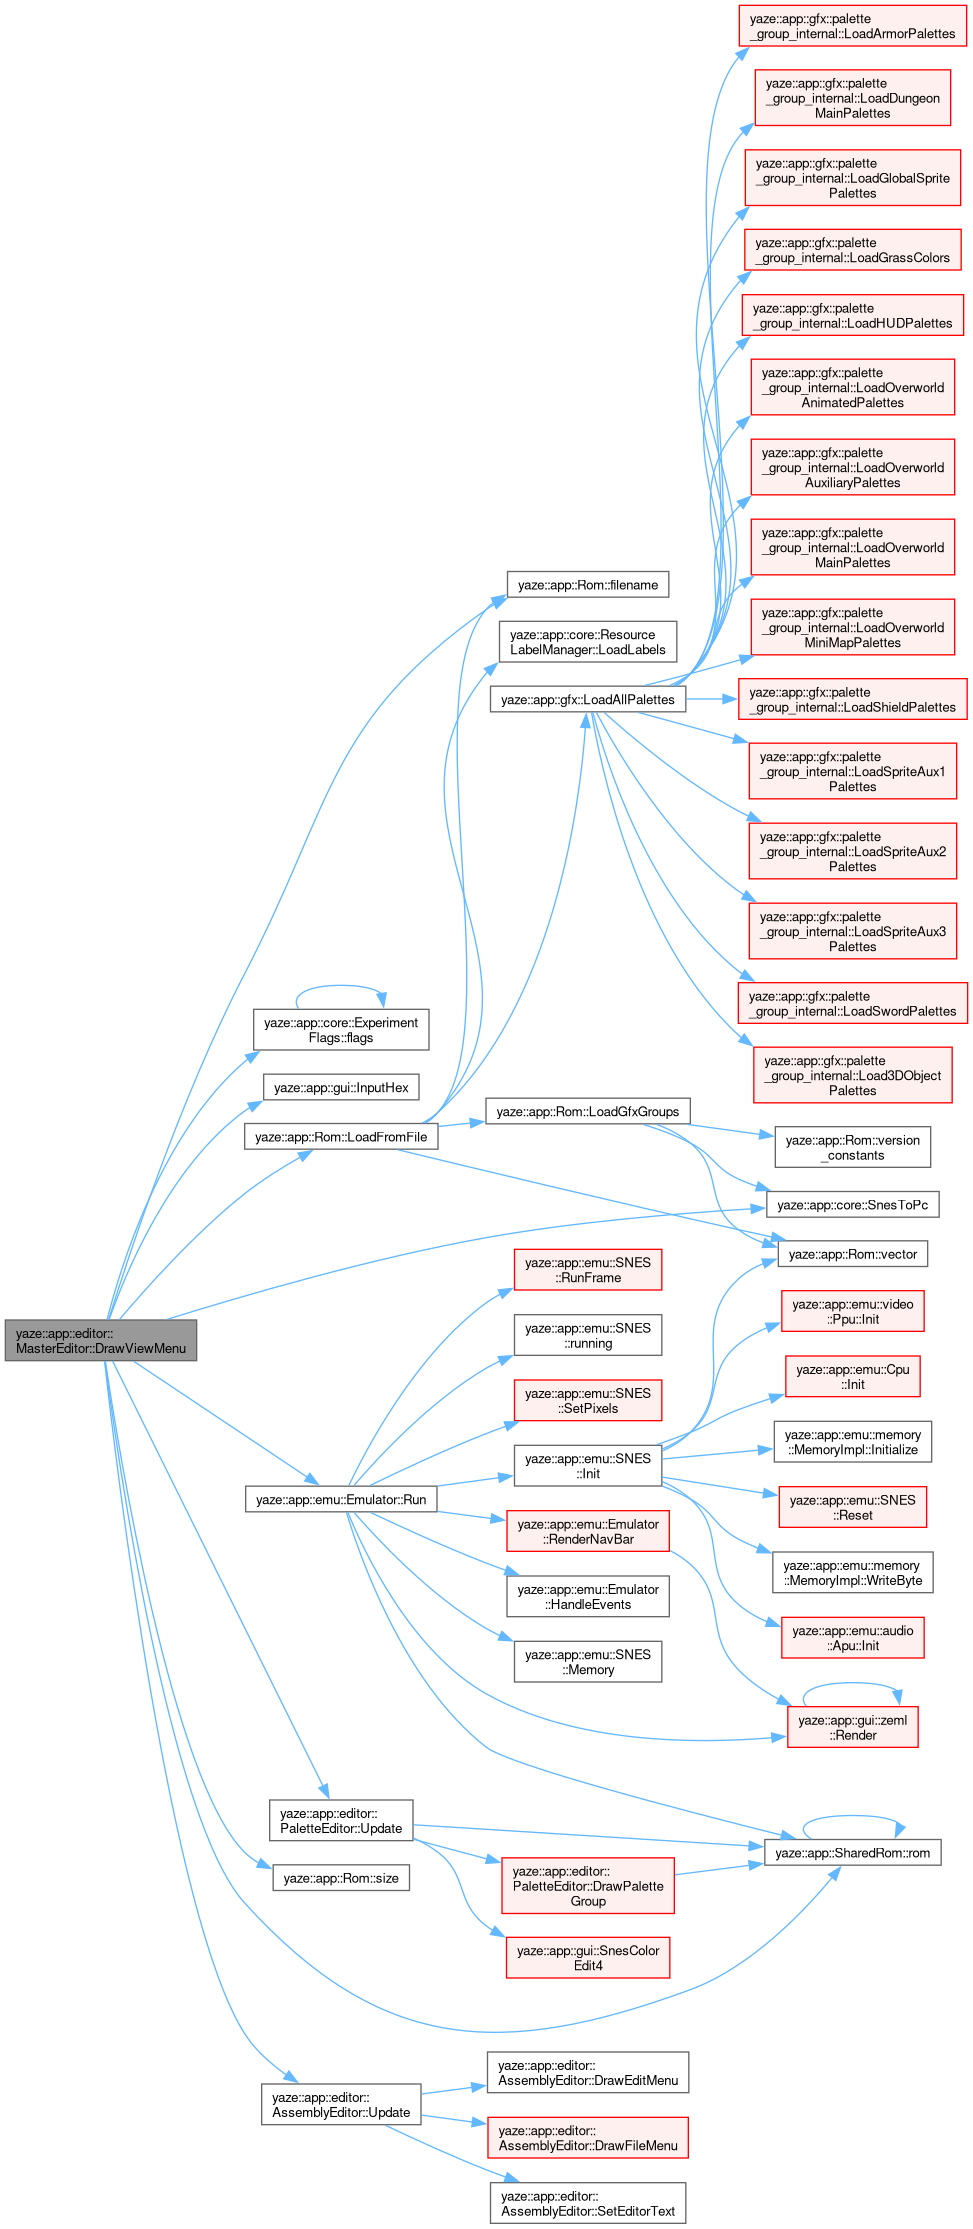 yaze::app::gfx::palette
_group_internal::LoadArmorPalettes
yaze::app::gfx::palette
_group_internal::LoadDungeon
MainPalettes
yaze::app::gfx::palette
_group_internal::LoadGlobalSprite
Palettes
yaze::app::gfx::palette
_group_internal::LoadGrassColors
yaze::app::gfx::palette
_group_internal::LoadHUDPalettes
yaze::app::gfx::palette
_group_internal::LoadOverworld
AnimatedPalettes
yaze::app::gfx::palette
_group_internal::LoadOverworld
AuxiliaryPalettes
yaze::app::gfx::palette
_group_internal::LoadOverworld
MainPalettes
yaze::app::Rom::filename
yaze::app::gfx::palette
_group_internal::LoadOverworld
MiniMapPalettes
yaze::app::core::Resource
LabelManager::LoadLabels
yaze::app::gfx::LoadAllPalettes
yaze::app::gfx::palette
_group_internal::LoadShieldPalettes
yaze::app::gfx::palette
_group_internal::LoadSpriteAux1
Palettes
yaze::app::gfx::palette
_group_internal::LoadSpriteAux2
Palettes
yaze::app::gfx::palette
_group_internal::LoadSpriteAux3
Palettes
yaze::app::gfx::palette
_group_internal::LoadSwordPalettes
yaze::app::core::Experiment
Flags::flags
yaze::app::gfx::palette
_group_internal::Load3DObject
Palettes
yaze::app::gui::InputHex
yaze::app::Rom::LoadGfxGroups
yaze::app::Rom::LoadFromFile
yaze::app::Rom::version
_constants
yaze::app::core::SnesToPc
yaze::app::Rom::vector
yaze::app::emu::SNES
::RunFrame
yaze::app::emu::video
::Ppu::Init
yaze::app::editor::
MasterEditor::DrawViewMenu
yaze::app::emu::SNES
::running
yaze::app::emu::Cpu
::Init
yaze::app::emu::SNES
::SetPixels
yaze::app::emu::memory
::MemoryImpl::Initialize
yaze::app::emu::SNES
::Init
yaze::app::emu::Emulator::Run
yaze::app::emu::SNES
::Reset
yaze::app::emu::Emulator
::RenderNavBar
yaze::app::emu::memory
::MemoryImpl::WriteByte
yaze::app::emu::Emulator
::HandleEvents
yaze::app::emu::audio
::Apu::Init
yaze::app::emu::SNES
::Memory
yaze::app::gui::zeml
::Render
yaze::app::editor::
PaletteEditor::Update
yaze::app::SharedRom::rom
yaze::app::Rom::size
yaze::app::editor::
PaletteEditor::DrawPalette
Group
yaze::app::gui::SnesColor
Edit4
yaze::app::editor::
AssemblyEditor::DrawEditMenu
yaze::app::editor::
AssemblyEditor::Update
yaze::app::editor::
AssemblyEditor::DrawFileMenu
yaze::app::editor::
AssemblyEditor::SetEditorText